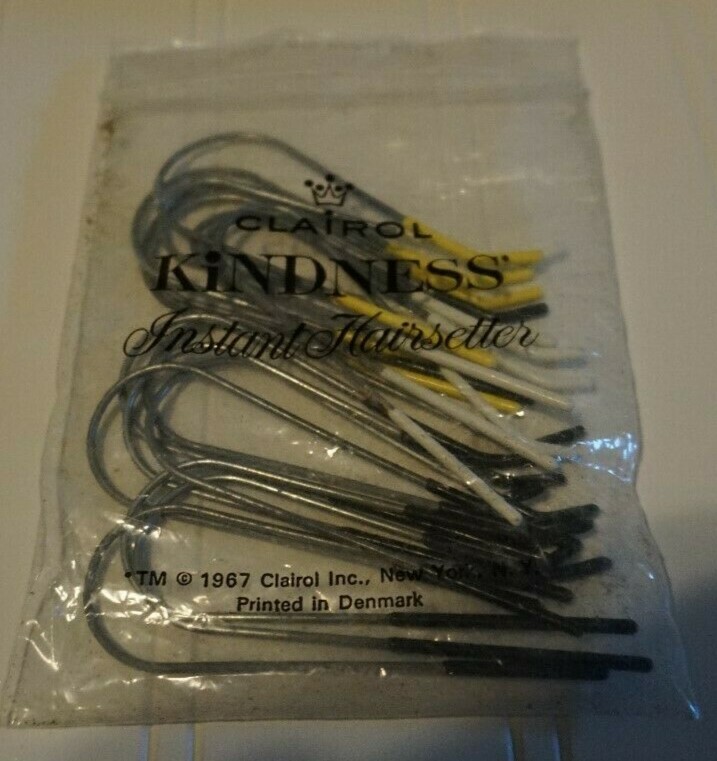 CLAiROL
KiNDNESS*
Instant Hairsetter
*TM © 1967 Clairol Inc., New York, N.Y.
Printed in Denmark